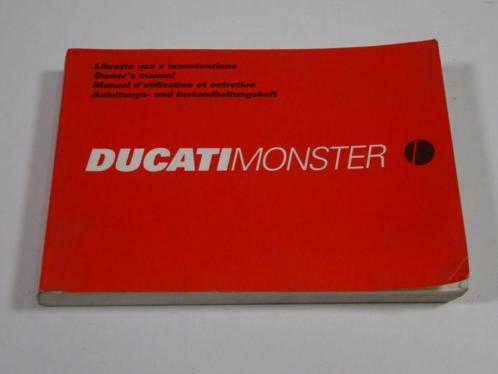 Libretto uso e manutenzione
Owner's manual
Manuel d'utilisation et entretien
Anleitungs- und Instandhaltungsheft
DUCATIMONSTER